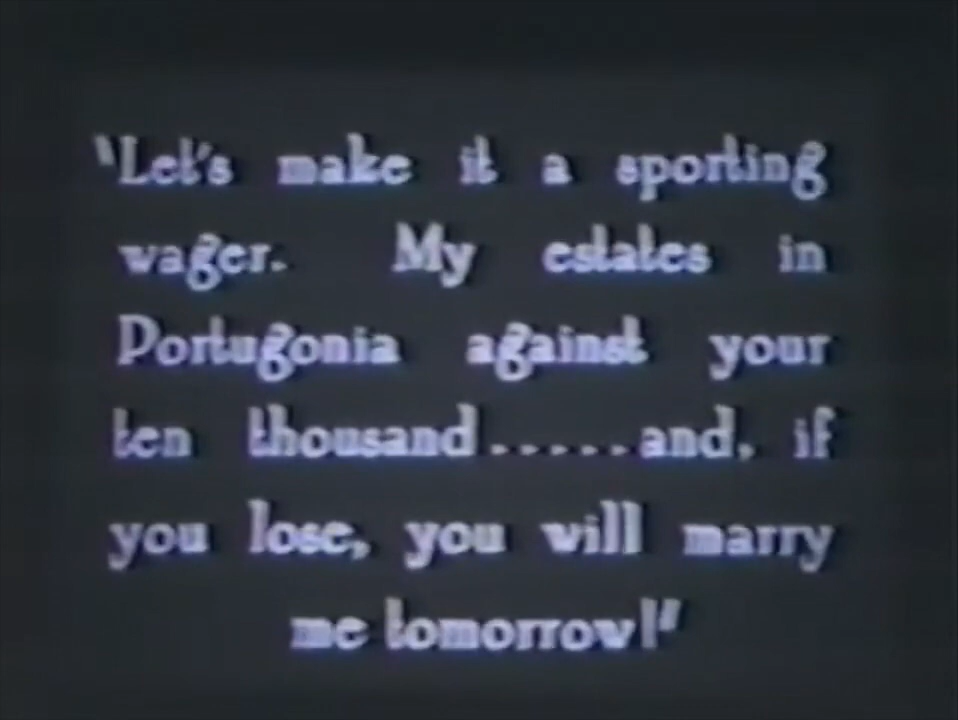 "Let's make it a sporting
wager. My estates in
Portugonia against your
ten thousand......and, if
you lose, you will marry
me tomorrow!"